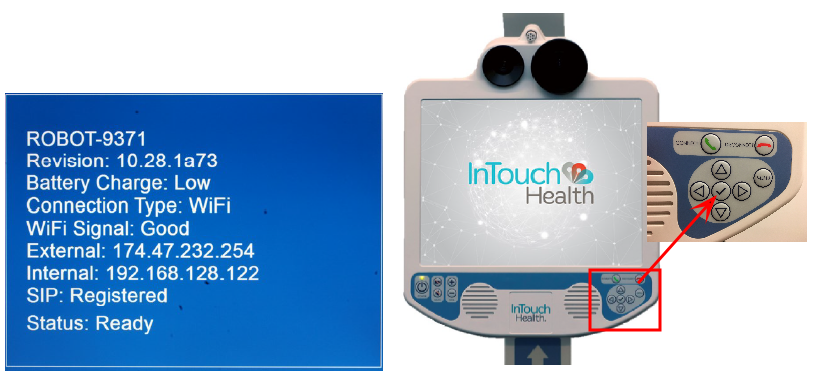 ROBOT-9371
Revision: 10.28.1a73
Battery Charge: Low
Connection Type: WiFi
WiFi Signal: Good
External: 174.47.232.254
Internal: 192.168.128.122
SIP: Registered
Status: Ready
InTouch
Health
InTouch
Health.